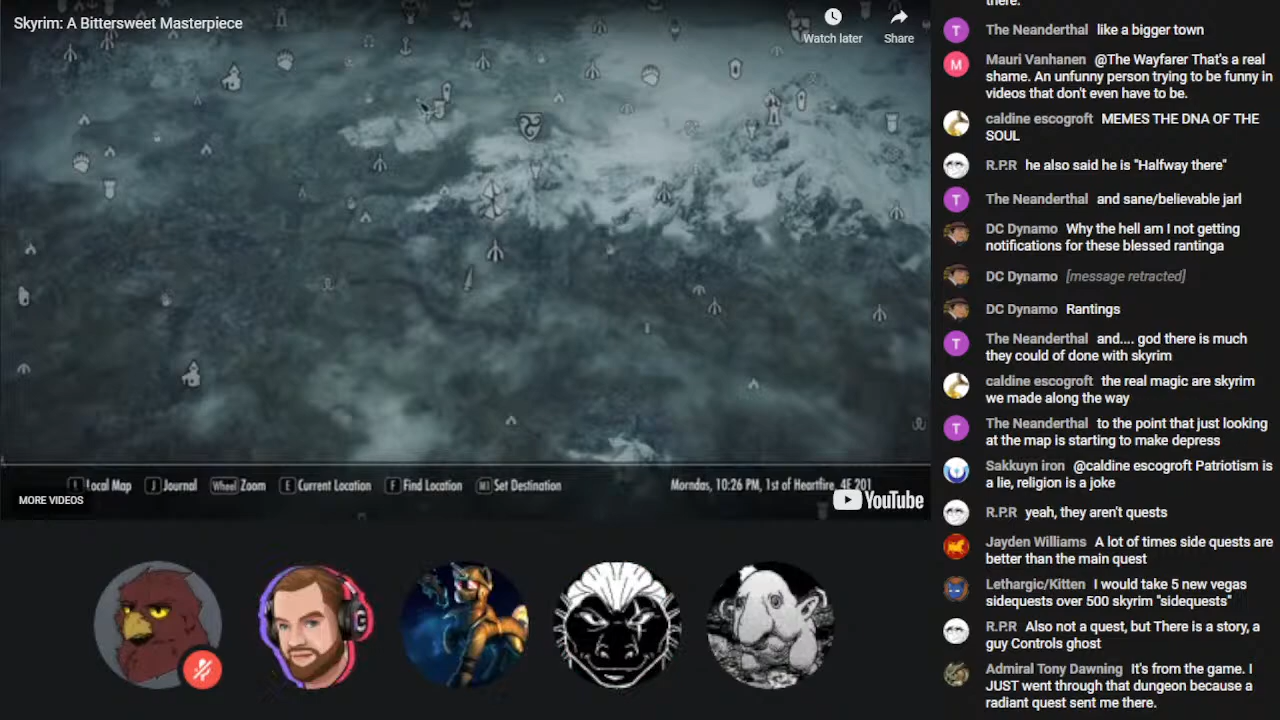 Skyrim: A Bittersweet Masterpiece
Watch later
Share
Local Map
J Journal
Wheel Zoom
E Current Location
F Find Location
M1 Set Destination
Morndas, 10:26 PM, 1st of Heartfire, 4E 201
MORE VIDEOS
YouTube
there.
T
The Neanderthal like a bigger town
M
Mauri Vanhanen @The Wayfarer That's a real
shame. An unfunny person trying to be funny in
videos that don't even have to be.
caldine escogroft MEMES THE DNA OF THE
SOUL
R.P.R he also said he is "Halfway there"
T
The Neanderthal and sane/believable jarl
DC Dynamo Why the hell am I not getting
notifications for these blessed rantinga
DC Dynamo [message retracted]
DC Dynamo Rantings
T
The Neanderthal and.... god there is much
they could of done with skyrim
caldine escogroft the real magic are skyrim
we made along the way
T
The Neanderthal to the point that just looking
at the map is starting to make depress
Sakkuyn iron @caldine escogroft Patriotism is
a lie, religion is a joke
R.P.R yeah, they aren't quests
Jayden Williams A lot of times side quests are
better than the main quest
Lethargic/Kitten I would take 5 new vegas
sidequests over 500 skyrim "sidequests"
R.P.R Also not a quest, but There is a story, a
guy Controls ghost
Admiral Tony Dawning It's from the game. I
JUST went through that dungeon because a
radiant quest sent me there.